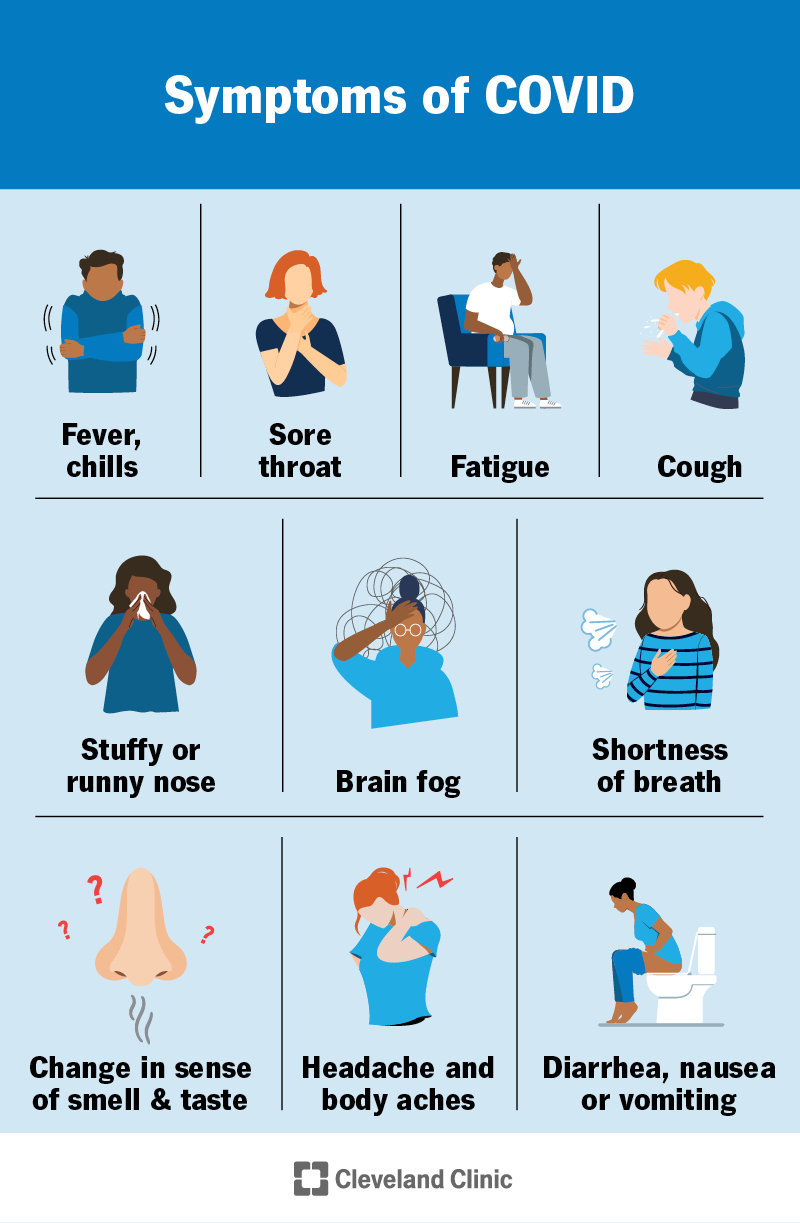 Symptoms of COVID
Fever,
chills
Sore
throat
Fatigue
Cough
Stuffy or
runny nose
Brain fog
Shortness
of breath
?
?
?
Change in sense
of smell & taste
Headache and
body aches
Diarrhea, nausea
or vomiting
Cleveland Clinic